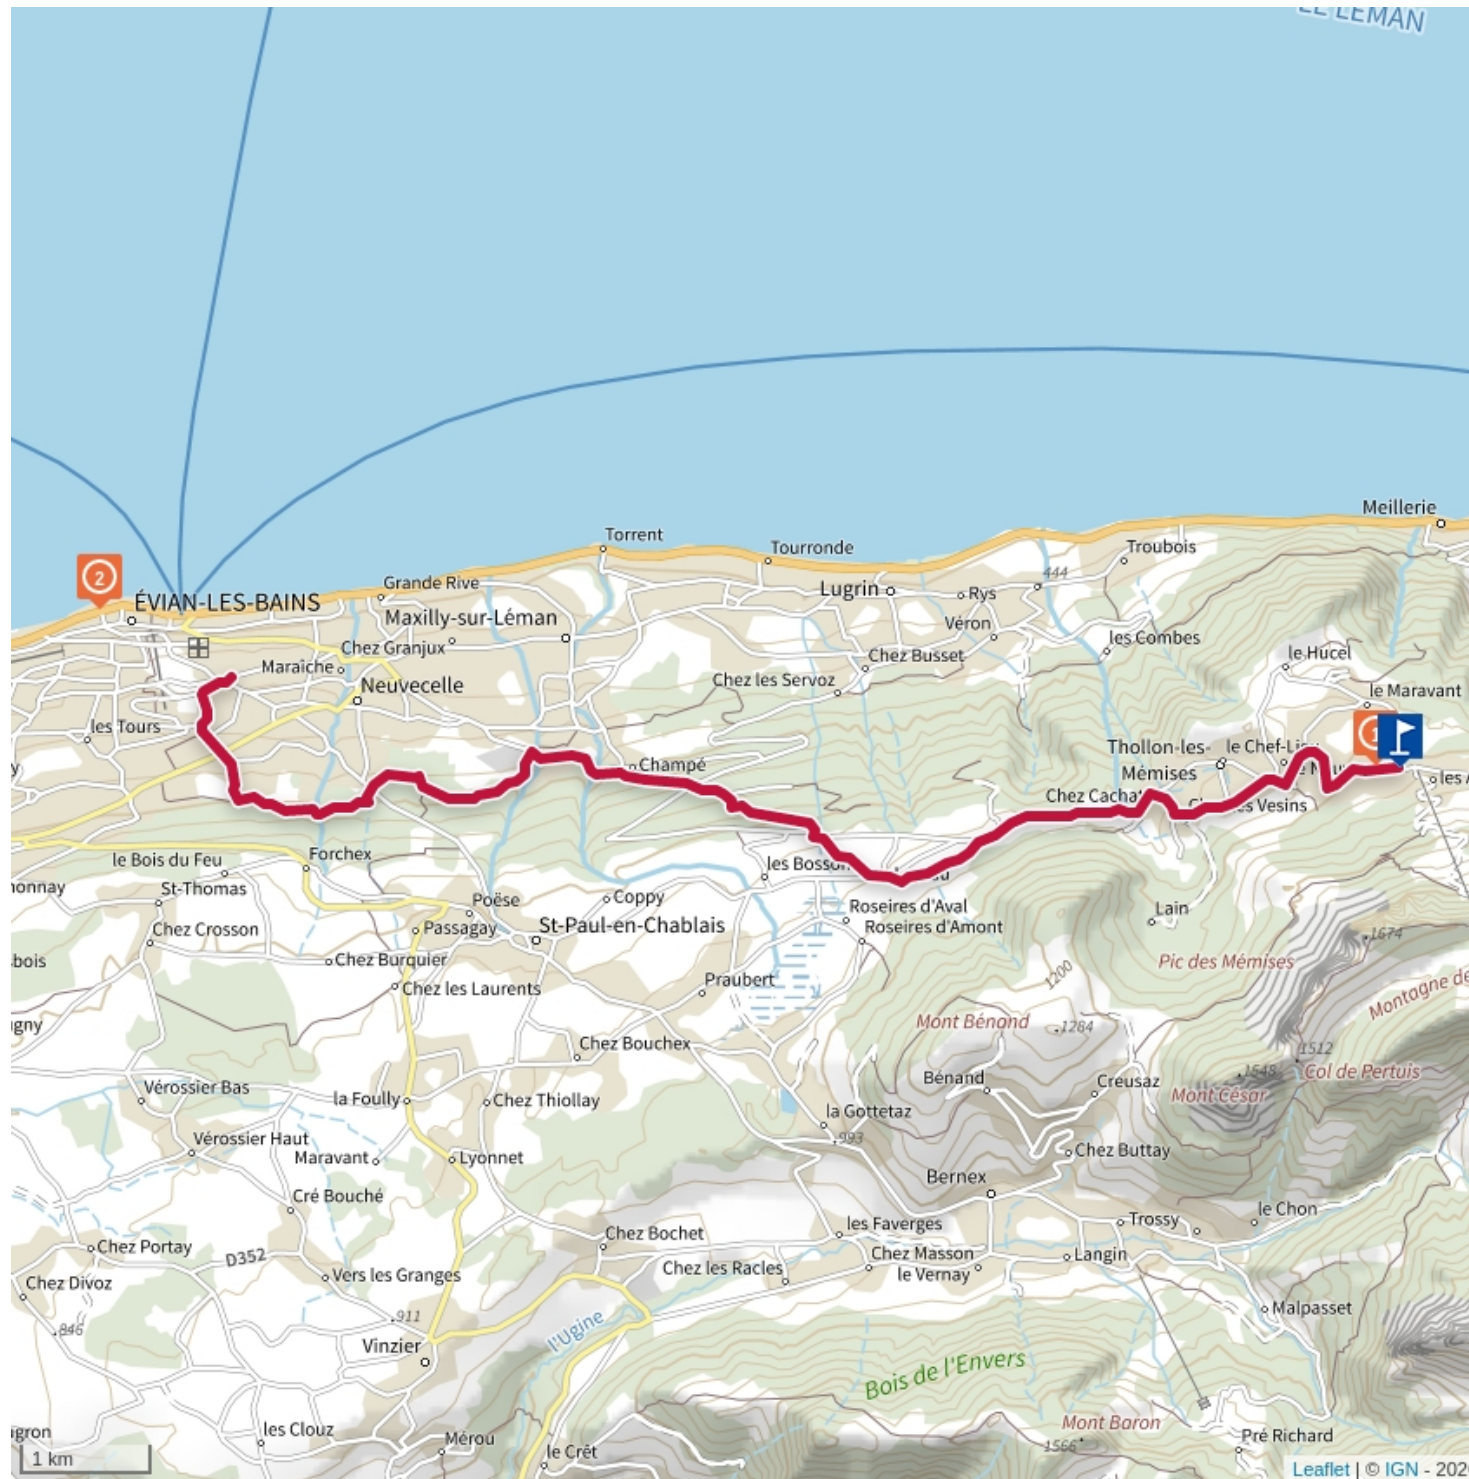 LE LÉMAN
Meillerie
Torrent
Troubois
Tourronde
2
Grande Rive
444
ÉVIAN-LES-BAINS
Lugrin
Rys
Maxilly-sur-Léman
Véron
les Combes
Chez Granjux
le Hucel
Chez Busset
Maraîche
Chez les Servoz
Neuvecelle
le Maravant
les Tours
1
Thollon-les-
Mémises
Champé
Chez
les Vesins
le Bois du Feu
Forchex
St-Thomas
Poëse
Coppy
Roseires d'Aval
Lain
Chez Crosson
Passagay
St-Paul-en-Chablais
Roseires d'Amont
1674
Chez Burquier
Pic des Mémises
1200
Praubert
Chez les Laurents
Montagne de
Mont Bénand
1284
Chez Bouchex
1512
Col de Pertuis
Bénand
Creusaz
1548
Mont César
Vérossier Bas
la Foully
Chez Thiollay
la Gottetaz
993
Vérossier Haut
Maravant
Lyonnet
Chez Buttay
Bernex
Cré Bouché
le Chon
les Faverges
Trossy
Chez Bochet
Chez Portay
D352
Chez Masson
Langin
Chez les Racles
le Vernay
Vers les Granges
Chez Divoz
Malpasset
911
846
l'Ugine
Vinzier
Bois de l'Envers
les Clouz
Mont Baron
Mérou
1566
Pré Richard
le Crêt
1 km
Leaflet | © IGN - 202